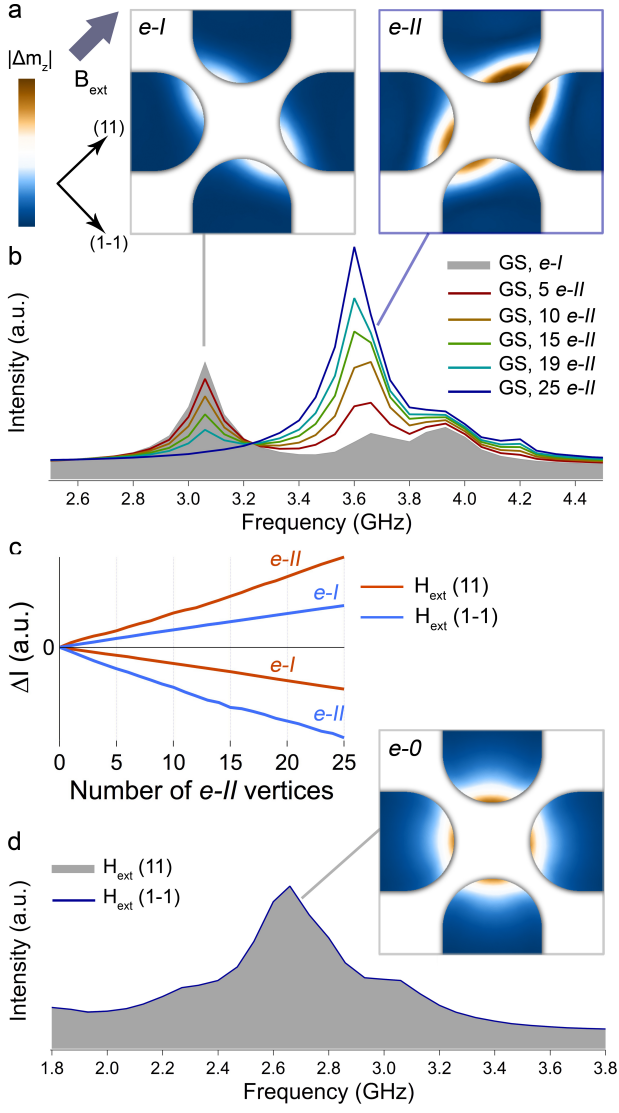 a
e-I
e-II
|Δm_z|
B_ext
(11)
(1-1)
b
GS, e-I
GS, 5 e-II
GS, 10 e-II
GS, 15 e-II
GS, 19 e-II
GS, 25 e-II
Intensity (a.u.)
2.6 2.8 3.0 3.2 3.4 3.6 3.8 4.0 4.2 4.4
Frequency (GHz)
c
e-II
e-I
e-I
e-II
H_ext (11)
H_ext (1-1)
ΔI (a.u.)
0
0 5 10 15 20 25
Number of e-II vertices
e-0
d
H_ext (11)
H_ext (1-1)
Intensity (a.u.)
1.8 2.0 2.2 2.4 2.6 2.8 3.0 3.2 3.4 3.6 3.8
Frequency (GHz)